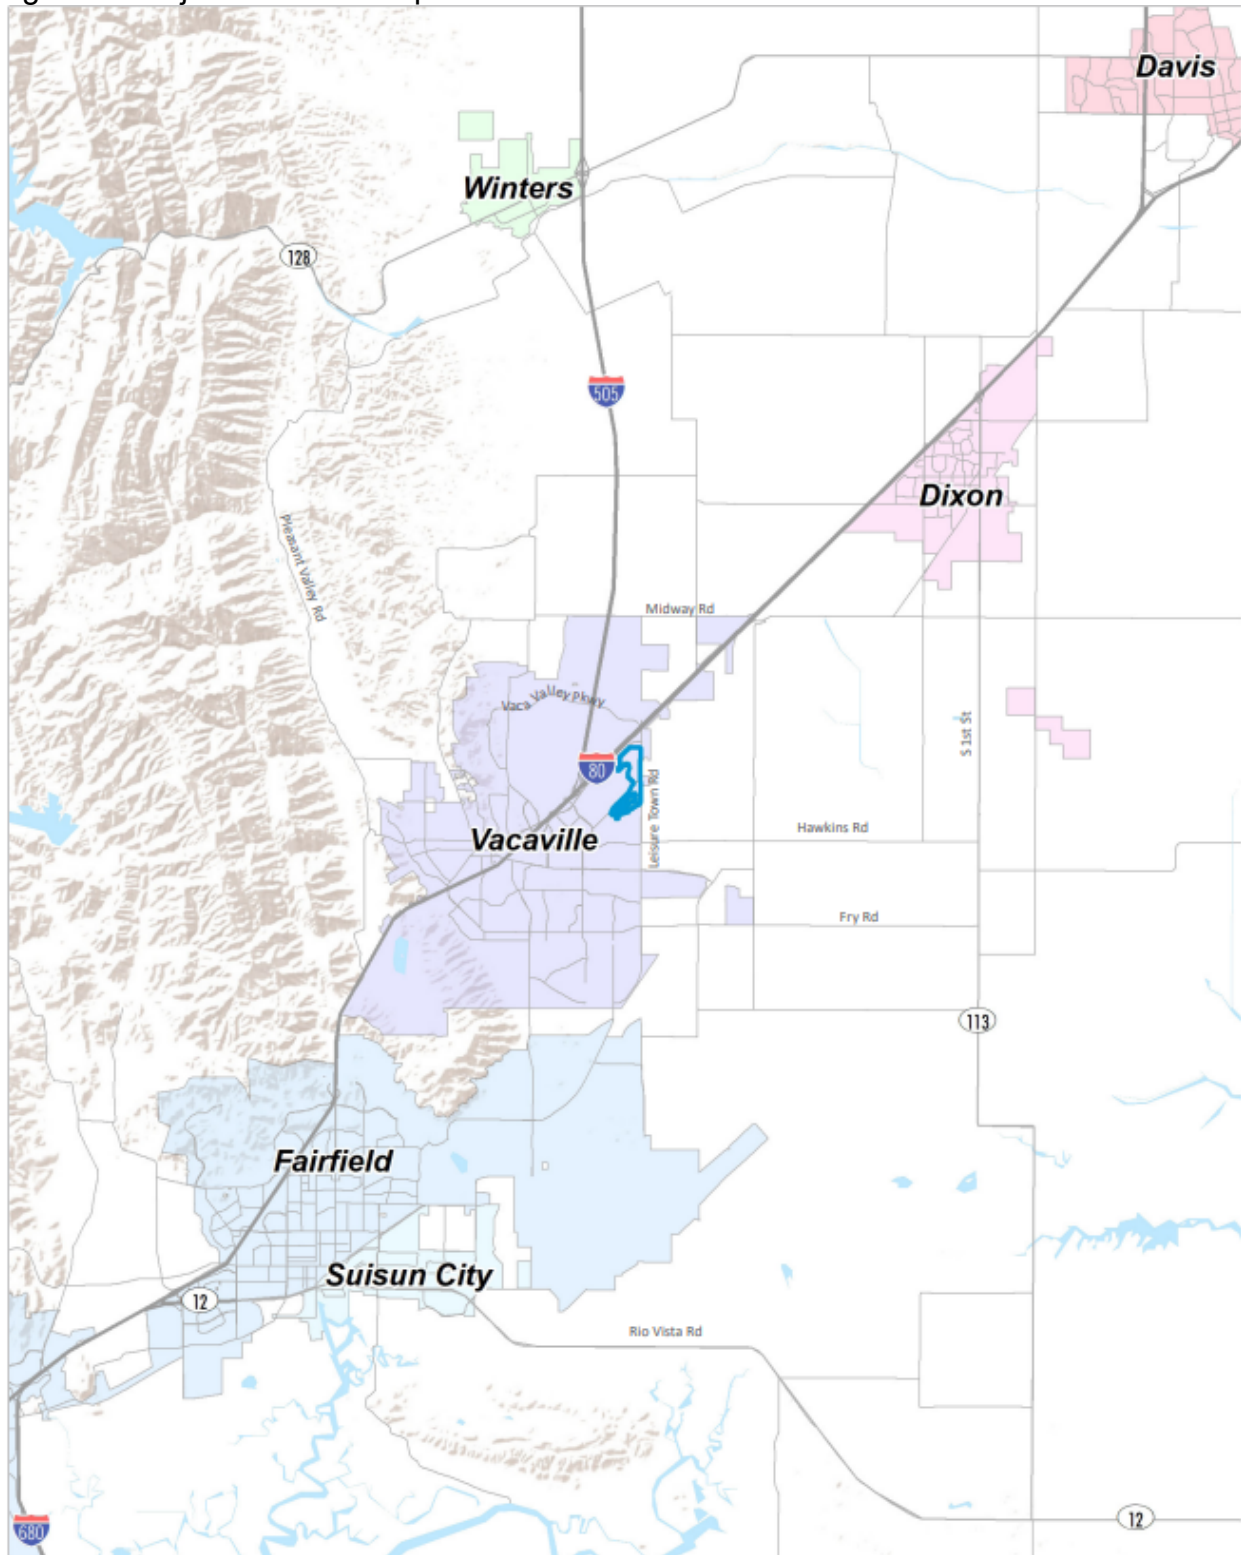 Davis
Winters
128
505
Dixon
Pleasant Valley Rd
Midway Rd
Vaca Valley Pkwy
S 1st St
80
Leisure Town Rd
Hawkins Rd
Vacaville
Fry Rd
113
Fairfield
Suisun City
12
Rio Vista Rd
12
680